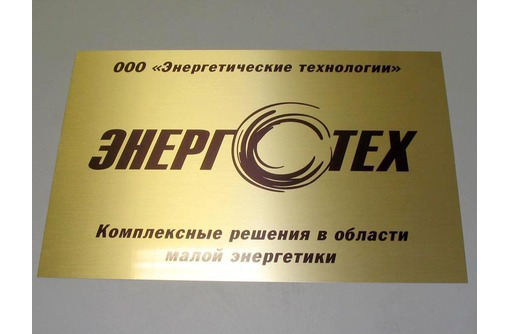 ООО «Энергетические технологии»
ЭНЕРГОТЕХ
Комплексные решения в области
малой энергетики